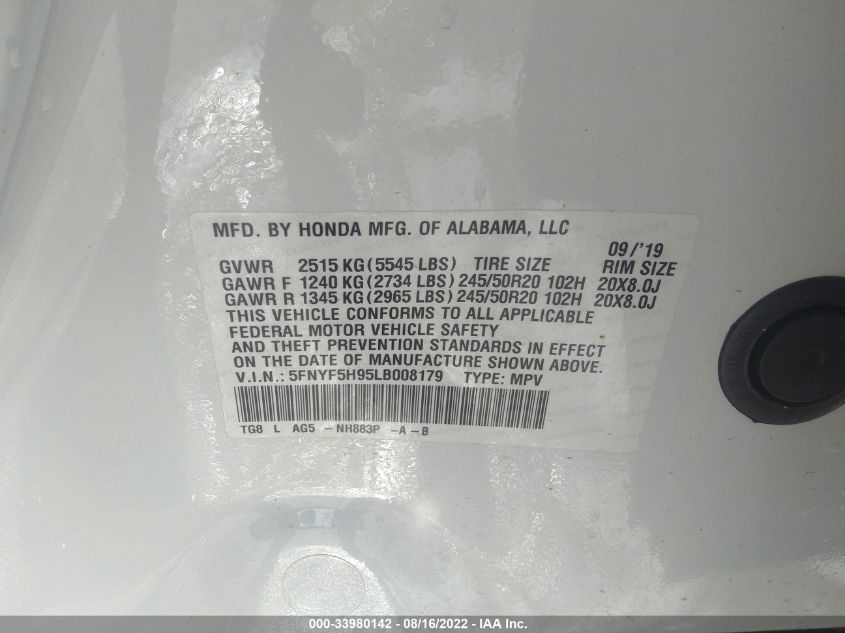 MFD. BY HONDA MFG. OF ALABAMA, LLC
09/'19
GVWR 2515 KG (5545 LBS) TIRE SIZE RIM SIZE
GAWR F 1240 KG (2734 LBS) 245/50R20 102H 20X8.0J
GAWR R 1345 KG (2965 LBS) 245/50R20 102H 20X8.0J
THIS VEHICLE CONFORMS TO ALL APPLICABLE
FEDERAL MOTOR VEHICLE SAFETY
AND THEFT PREVENTION STANDARDS IN EFFECT
ON THE DATE OF MANUFACTURE SHOWN ABOVE.
V.I.N.: 5FNYF5H95LB008179 TYPE: MPV
TG8 L AG5 -NH883P -A-B
000-33980142 - 08/16/2022 - IAA Inc.